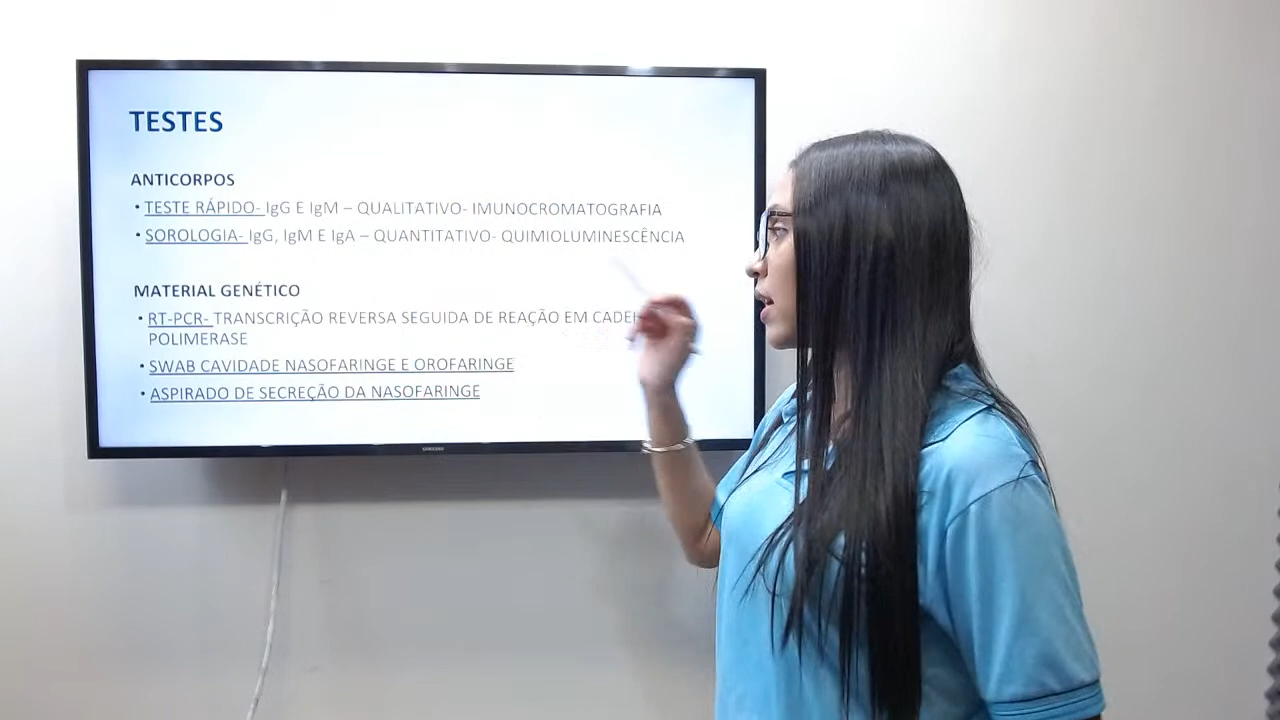 TESTES
ANTICORPOS
• TESTE RÁPIDO- IgG E IgM – QUALITATIVO- IMUNOCROMATOGRAFIA
• SOROLOGIA- IgG, IgM E IgA – QUANTITATIVO- QUIMIOLUMINESCÊNCIA
MATERIAL GENÉTICO
• RT-PCR- TRANSCRIÇÃO REVERSA SEGUIDA DE REAÇÃO EM
POLIMERASE
• SWAB CAVIDADE NASOFARINGE E OROFARINGE
• ASPIRADO DE SECREÇÃO DA NASOFARINGE
SAMSUNG